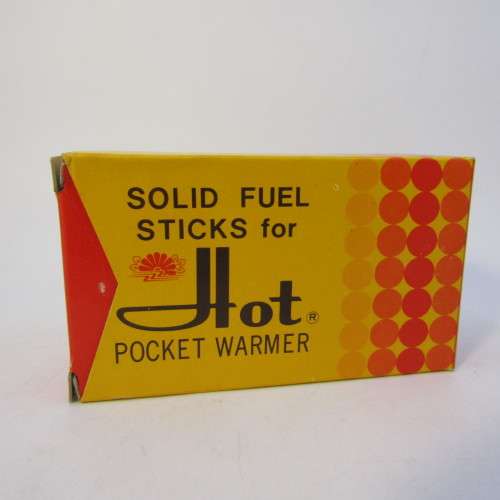 SOLID FUEL
STICKS for
Hot®
POCKET WARMER